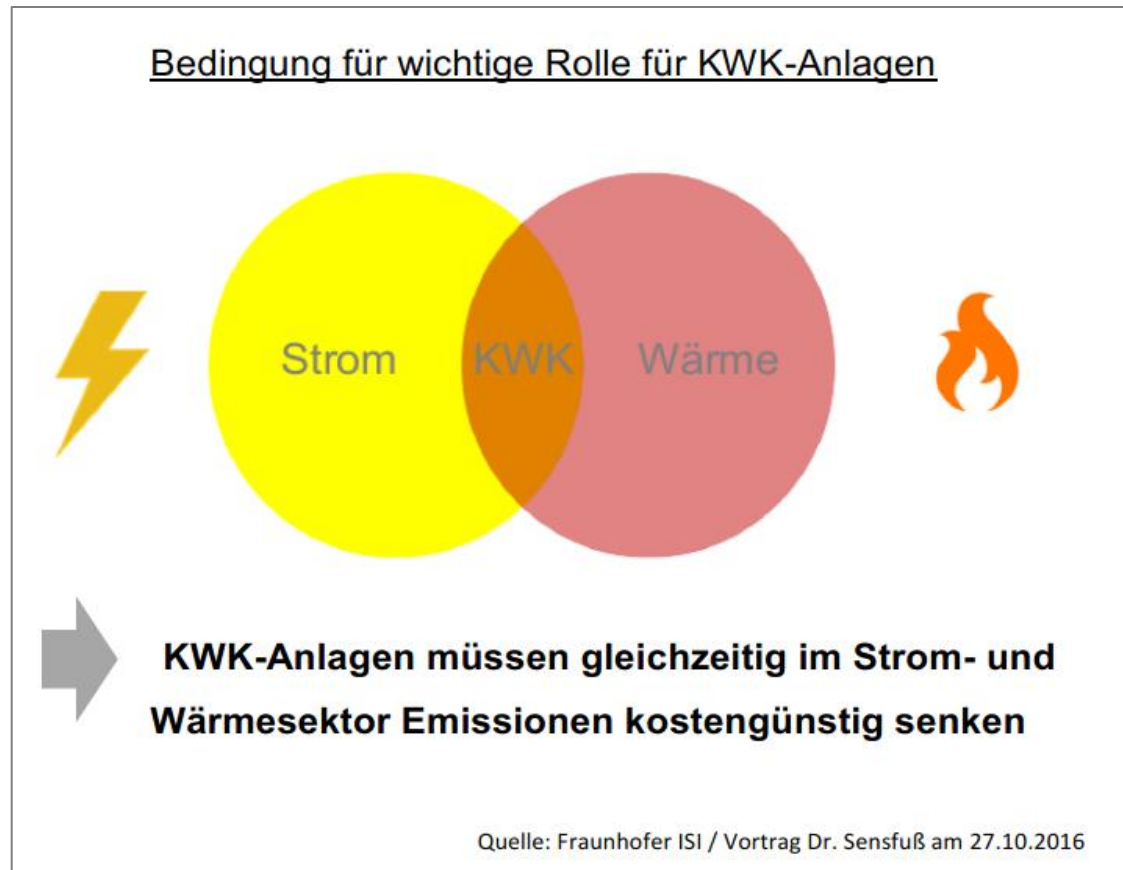 Bedingung für wichtige Rolle für KWK-Anlagen
Strom KWK Wärme
KWK-Anlagen müssen gleichzeitig im Strom- und
Wärmesektor Emissionen kostengünstig senken
Quelle: Fraunhofer ISI / Vortrag Dr. Sensfuß am 27.10.2016